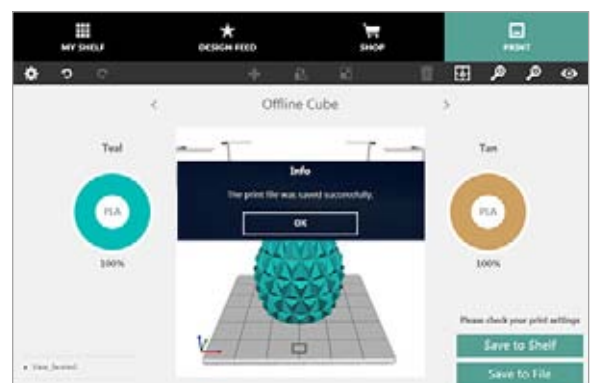 MY SHELF
DESIGN FEED
SHOP
PRINT
Offline Cube
Teal
PLA
100%
Info
The print file was saved successfully.
OK
Tan
PLA
100%
Please check your print settings
Save to Shelf
Save to File